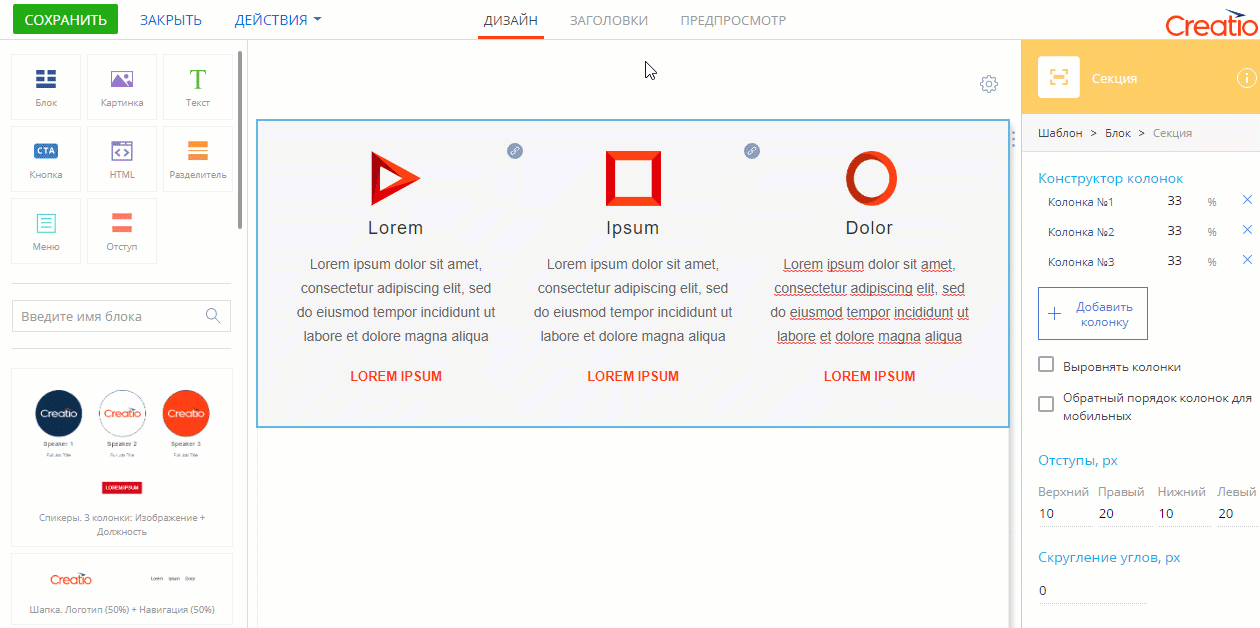 СОХРАНИТЬ ЗАКРЫТЬ ДЕЙСТВИЯ ДИЗАЙН ЗАГОЛОВКИ ПРЕДПРОСМОТР Creatio
Блок Картинка Текст
CTA
Кнопка HTML Разделитель
Меню Отступ
Введите имя блока
Creatio Creatio Creatio
Speaker 1 Speaker 2 Speaker 3
Full Job Title Full Job Title Full Job Title
LOREM IPSUM
Спикеры. 3 колонки: Изображение +
Должность
Creatio Lorem Ipsum Dolor
Шапка. Логотип (50%) + Навигация (50%)
Lorem
Lorem ipsum dolor sit amet,
consectetur adipiscing elit, sed
do eiusmod tempor incididunt ut
labore et dolore magna aliqua
LOREM IPSUM
Ipsum
Lorem ipsum dolor sit amet,
consectetur adipiscing elit, sed
do eiusmod tempor incididunt ut
labore et dolore magna aliqua
LOREM IPSUM
Dolor
Lorem ipsum dolor sit amet,
consectetur adipiscing elit, sed
do eiusmod tempor incididunt ut
labore et dolore magna aliqua
LOREM IPSUM
Секция
Шаблон > Блок > Секция
Конструктор колонок
Колонка №1 33 %
Колонка №2 33 %
Колонка №3 33 %
+ Добавить
колонку
Выровнять колонки
Обратный порядок колонок для
мобильных
Отступы, px
Верхний Правый Нижний Левый
10 20 10 20
Скругление углов, px
0